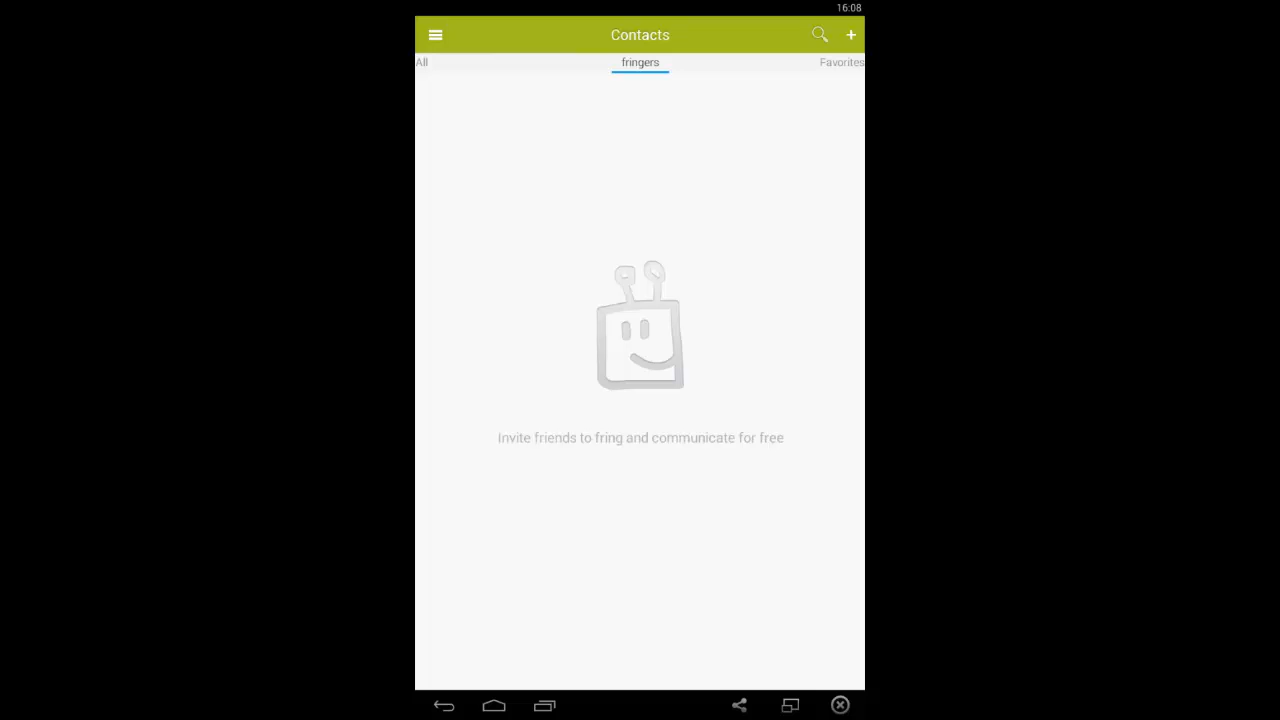 16:08
Contacts
All fringers Favorites
Invite friends to fring and communicate for free